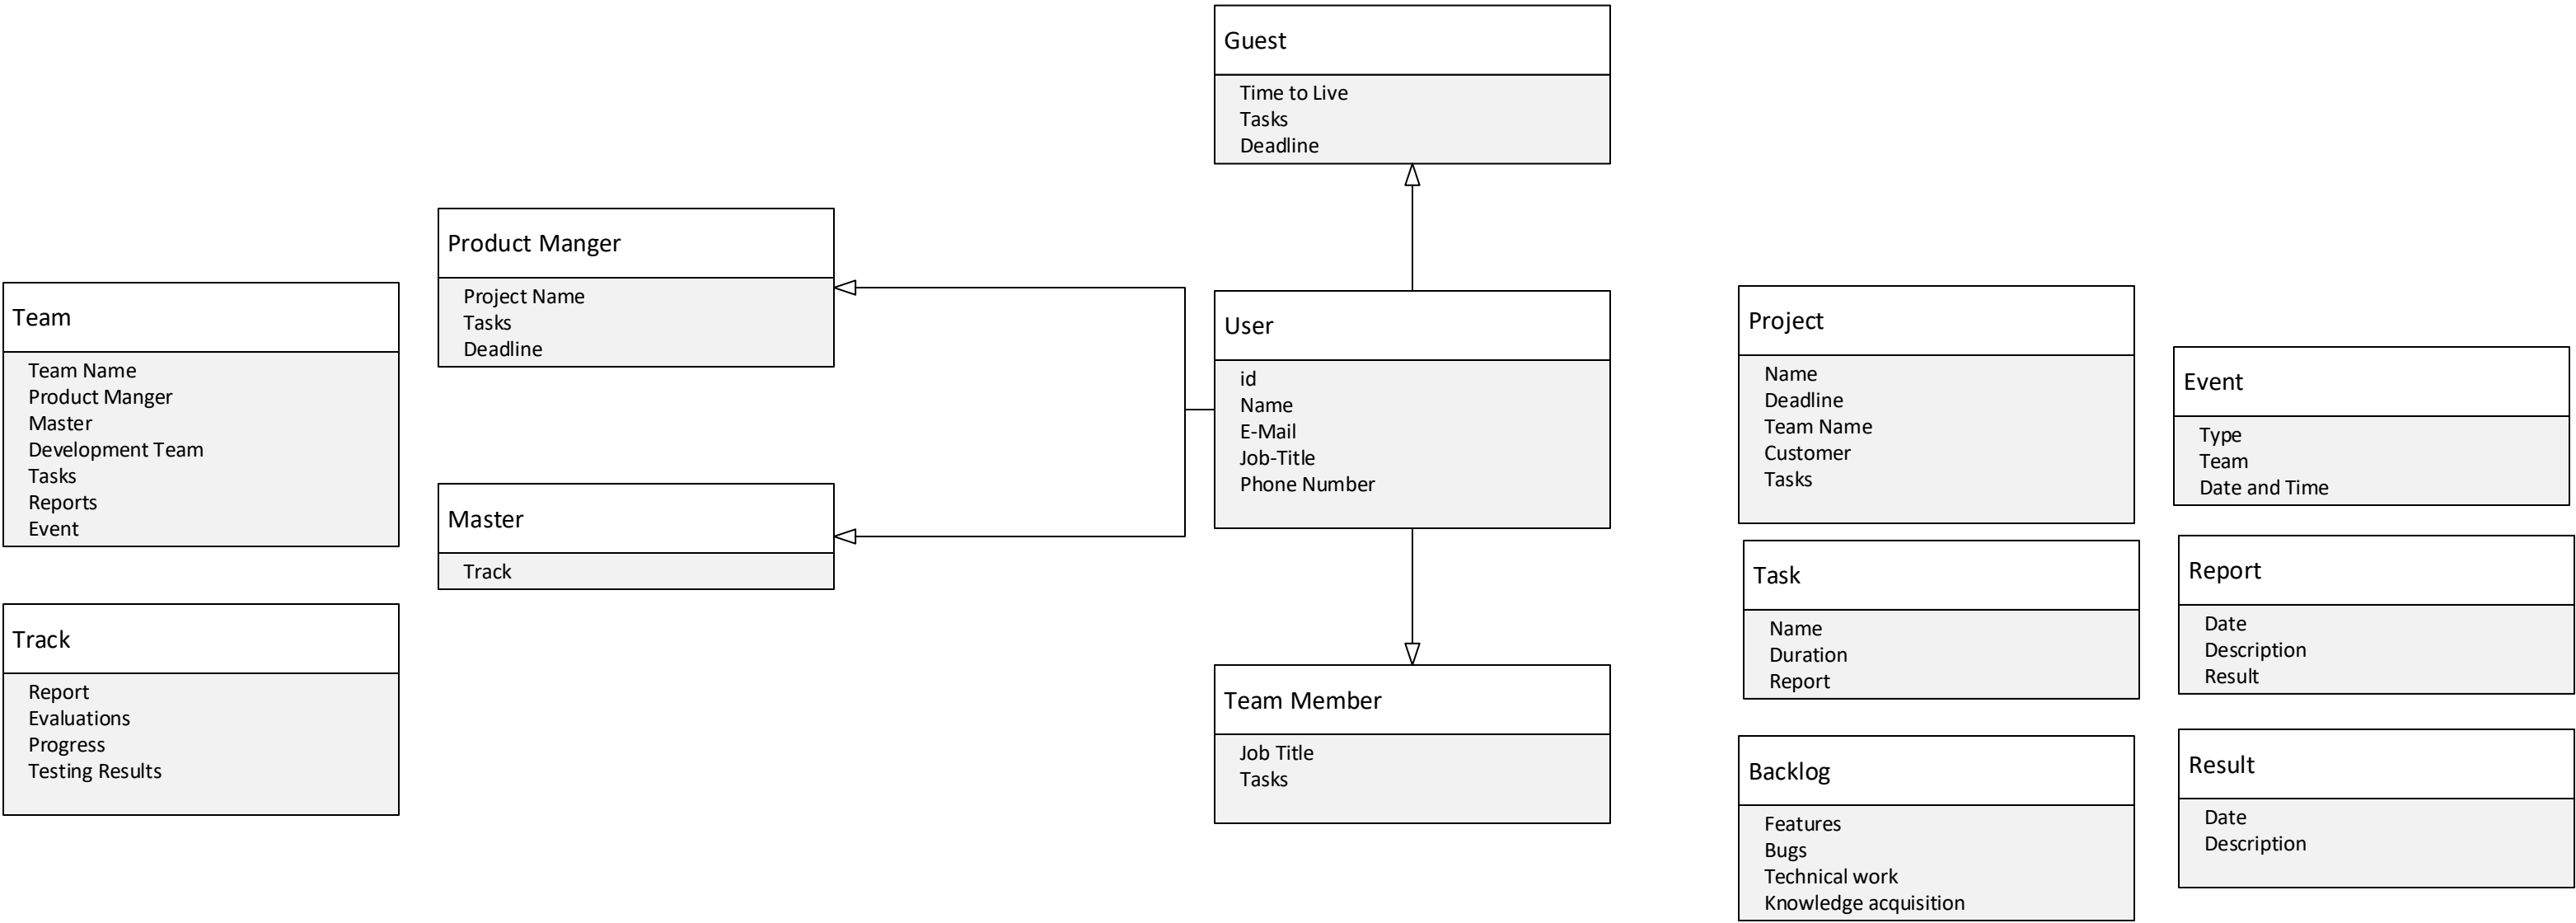 Guest
Time to Live
Tasks
Deadline
Product Manger
Project Name
Tasks
Deadline
Team
Team Name
Product Manger
Master
Development Team
Tasks
Reports
Event
User
id
Name
E-Mail
Job-Title
Phone Number
Project
Name
Deadline
Team Name
Customer
Tasks
Event
Type
Team
Date and Time
Master
Track
Task
Name
Duration
Report
Report
Date
Description
Result
Track
Report
Evaluations
Progress
Testing Results
Team Member
Job Title
Tasks
Backlog
Features
Bugs
Technical work
Knowledge acquisition
Result
Date
Description